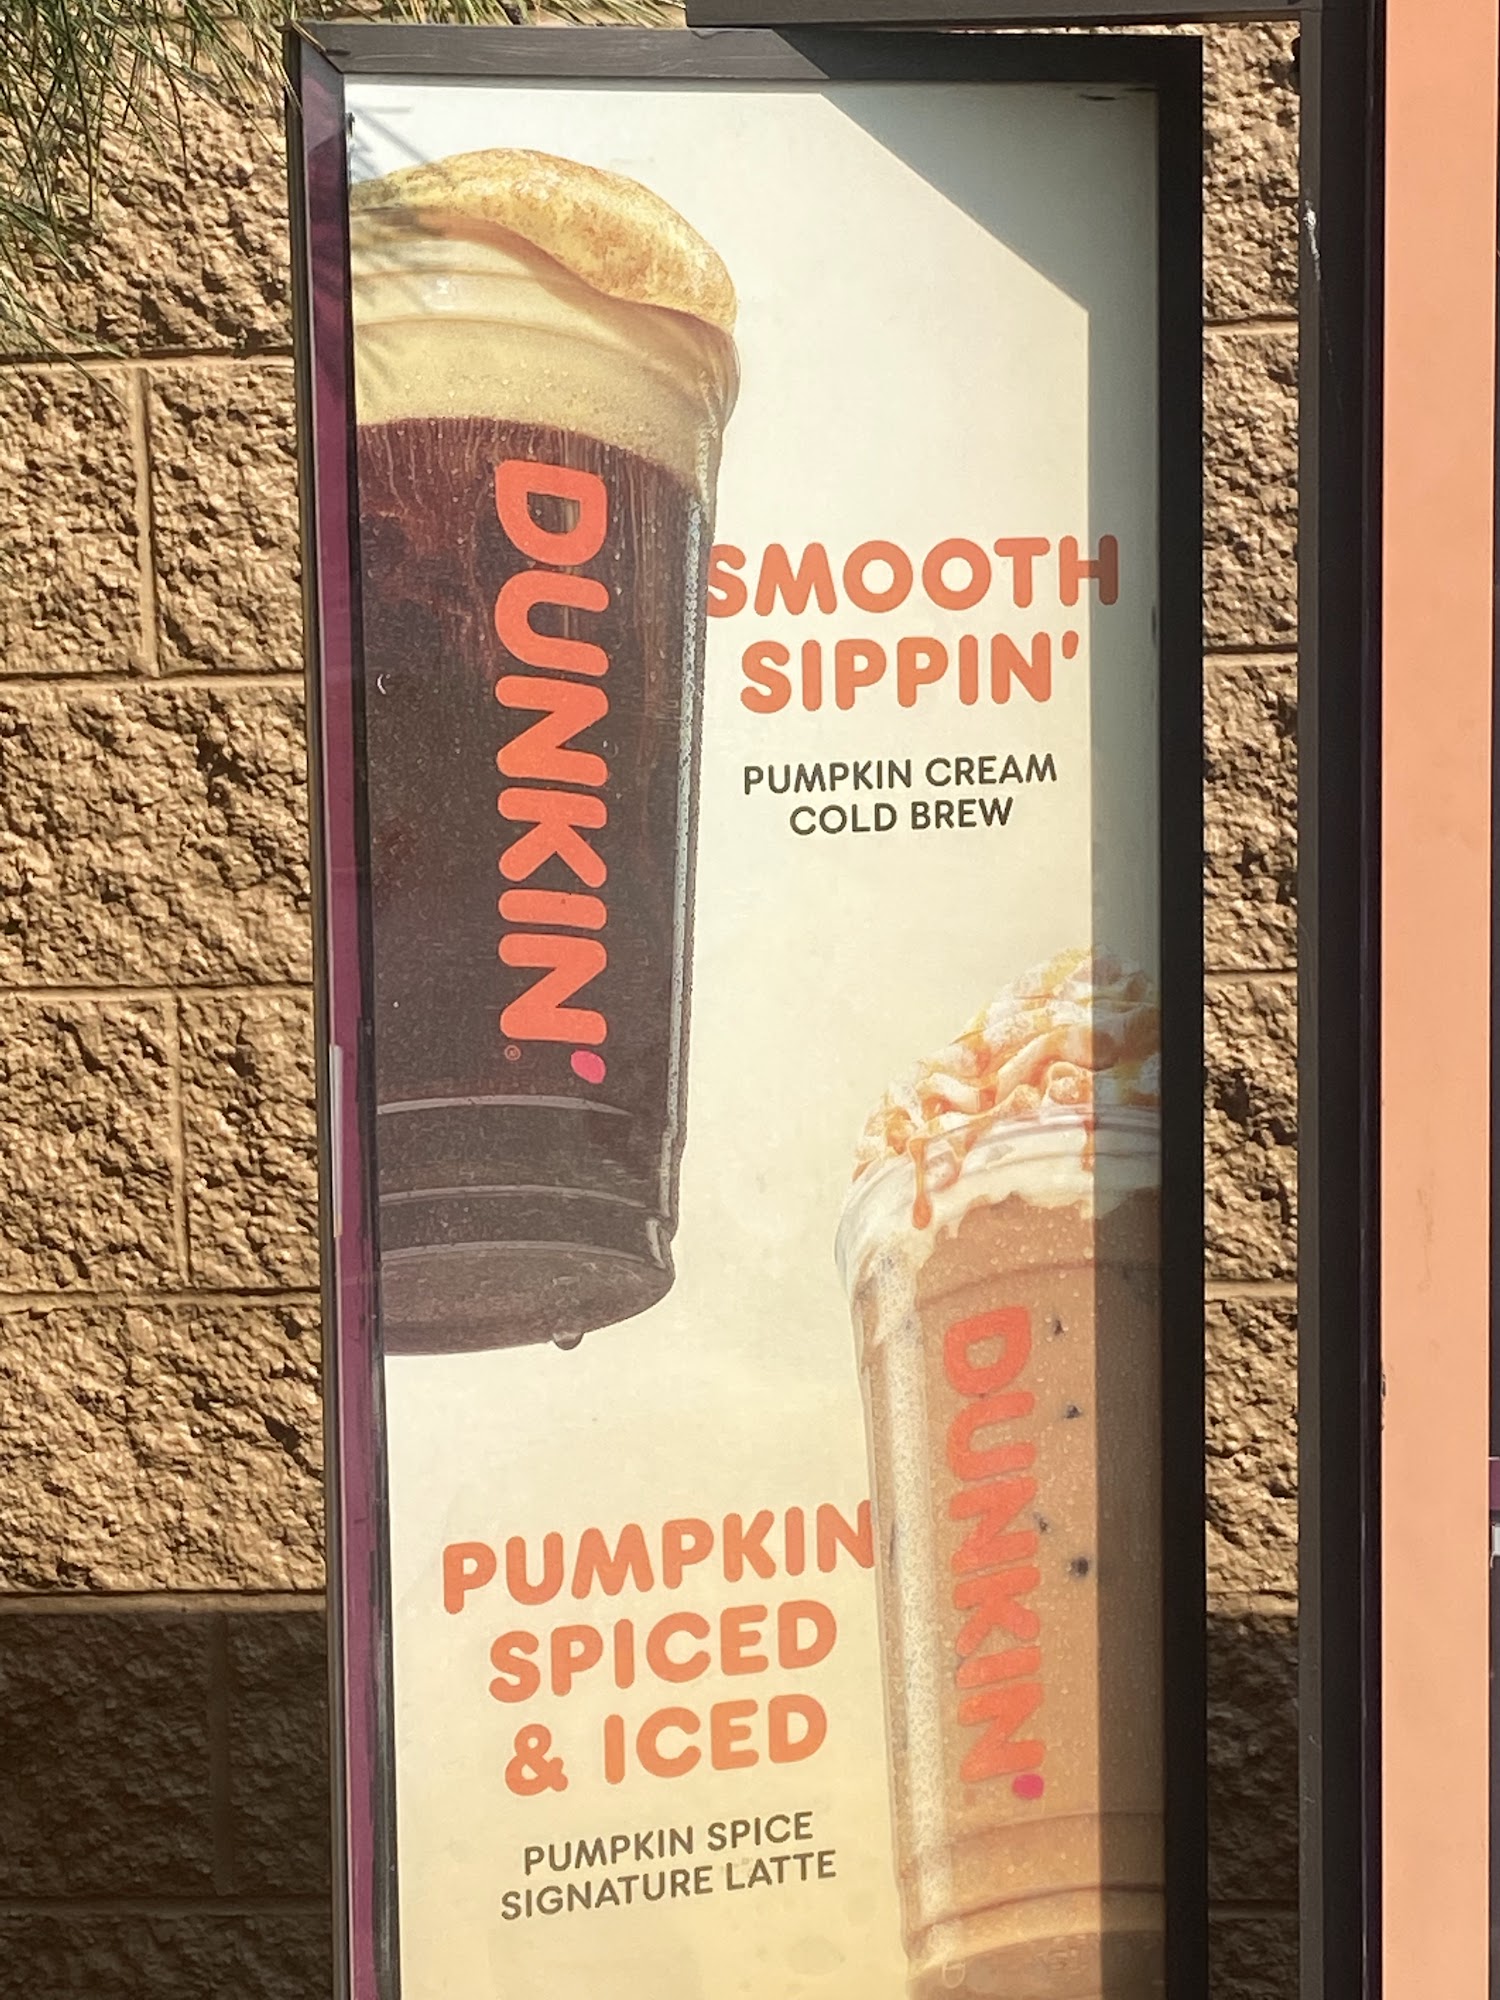 DUNKIN'
SMOOTH
SIPPIN'
PUMPKIN CREAM
COLD BREW
DUNKIN'
PUMPKIN
SPICED
& ICED
PUMPKIN SPICE
SIGNATURE LATTE